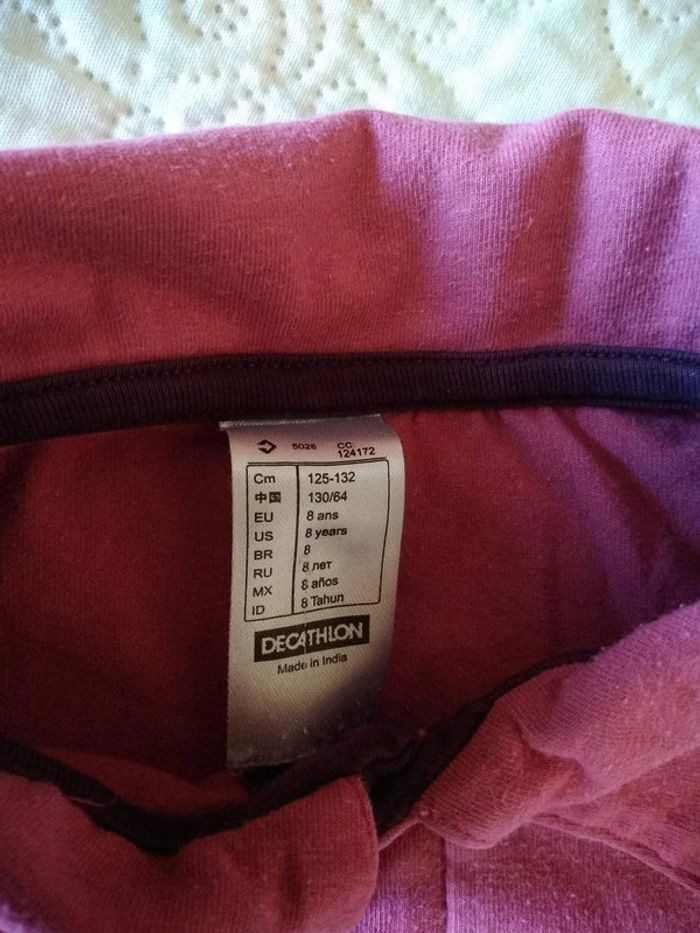 5026 CC: 124172
Cm 125-132
中国 130/64
EU 8 ans
US 8 years
BR 8
RU 8 лет
MX 8 años
ID 8 Tahun
DECATHLON
Made in India